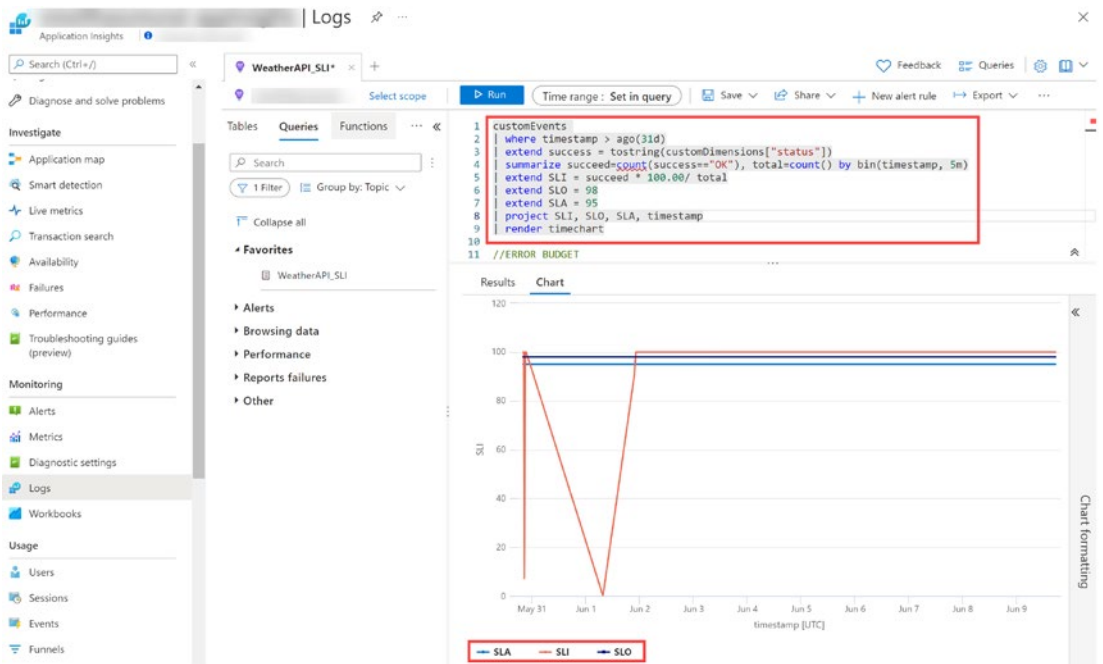 | Logs
Application Insights
Search (Ctrl+/)
Diagnose and solve problems
Investigate
Application map
Smart detection
Live metrics
Transaction search
Availability
Failures
Performance
Troubleshooting guides
(preview)
Monitoring
Alerts
Metrics
Diagnostic settings
Logs
Workbooks
Usage
Users
Sessions
Events
Funnels
WeatherAPI_SLI*
Feedback
Queries
Select scope
Run
Time range : Set in query
Save
Share
New alert rule
Export
Tables Queries Functions
Search
1 Filter
Group by: Topic
Collapse all
Favorites
WeatherAPI_SLI
Alerts
Browsing data
Performance
Reports failures
Other
1 customEvents
2 | where timestamp > ago(31d)
3 | extend success = tostring(customDimensions["status"])
4 | summarize succeed=count(success=="OK"), total=count() by bin(timestamp, 5m)
5 | extend SLI = succeed * 100.00/ total
6 | extend SLO = 98
7 | extend SLA = 95
8 | project SLI, SLO, SLA, timestamp
9 | render timechart
10
11 //ERROR BUDGET
Results Chart
120
100
80
60
40
20
0
SLI
May 31 Jun 1 Jun 2 Jun 3 Jun 4 Jun 5 Jun 6 Jun 7 Jun 8 Jun 9
timestamp [UTC]
SLA SLI SLO
Chart formatting